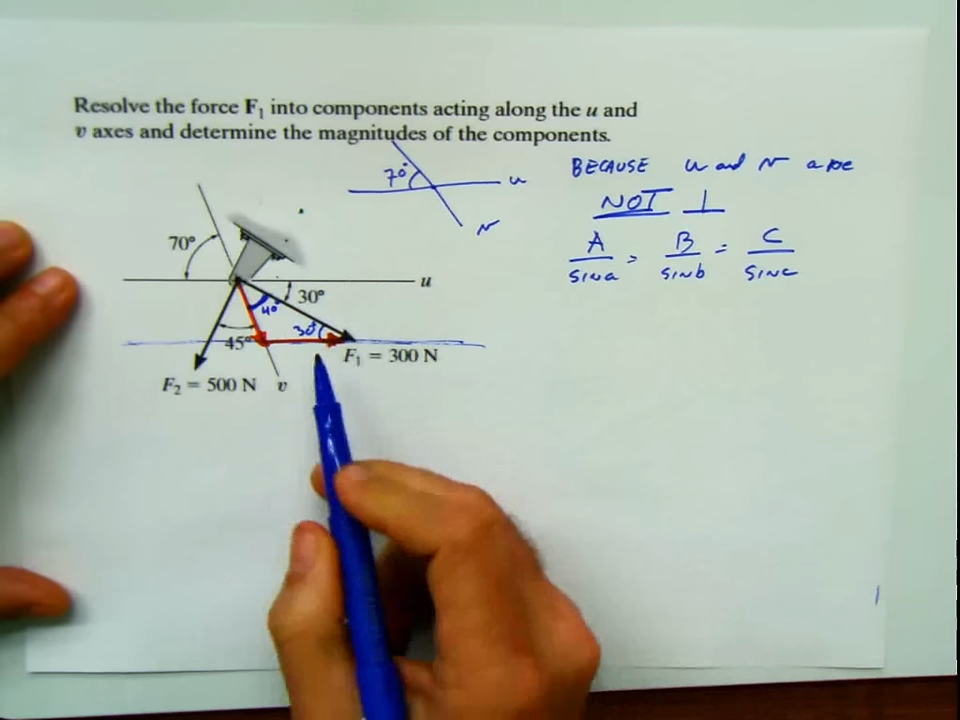 Resolve the force F₁ into components acting along the u and
v axes and determine the magnitudes of the components.
BECAUSE u and v are
NOT ⊥
A/sin a = B/sin b = C/sin c
70°
u
v
70°
u
30°
40°
30°
45°
F₁ = 300 N
F₂ = 500 N
v